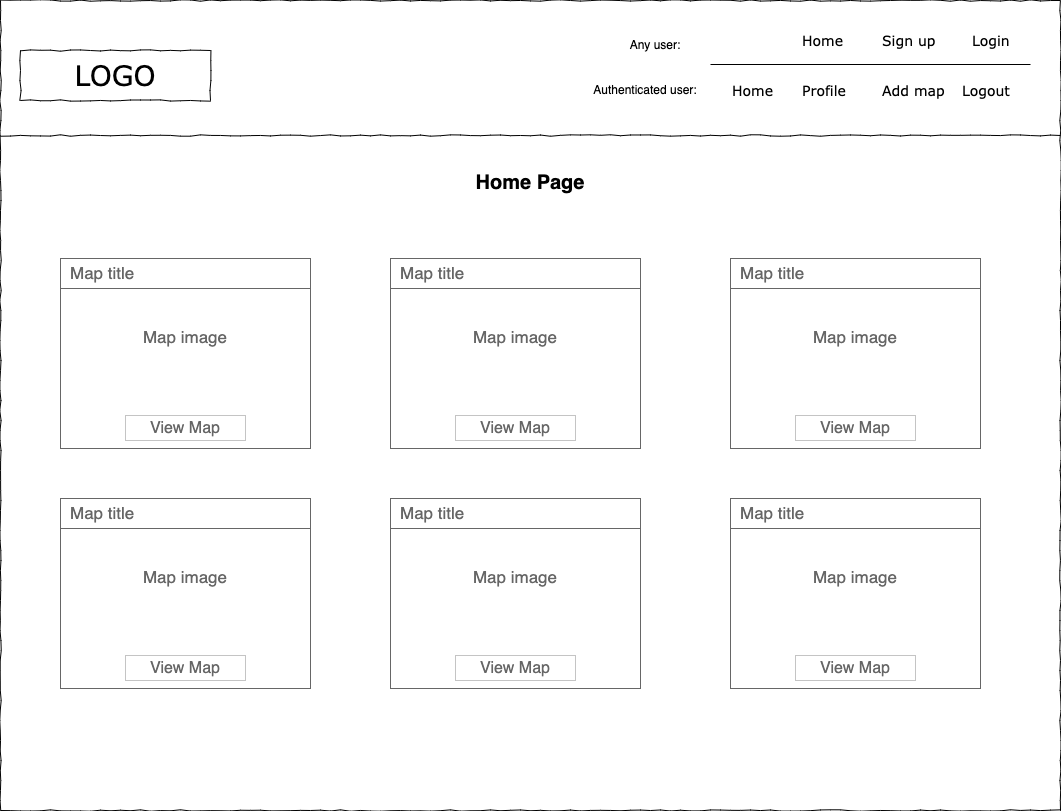 LOGO
Any user:
Home Sign up Login
Authenticated user:
Home Profile Add map Logout
Home Page
Map title Map title Map title
Map image Map image Map image
View Map View Map View Map
Map title Map title Map title
Map image Map image Map image
View Map View Map View Map